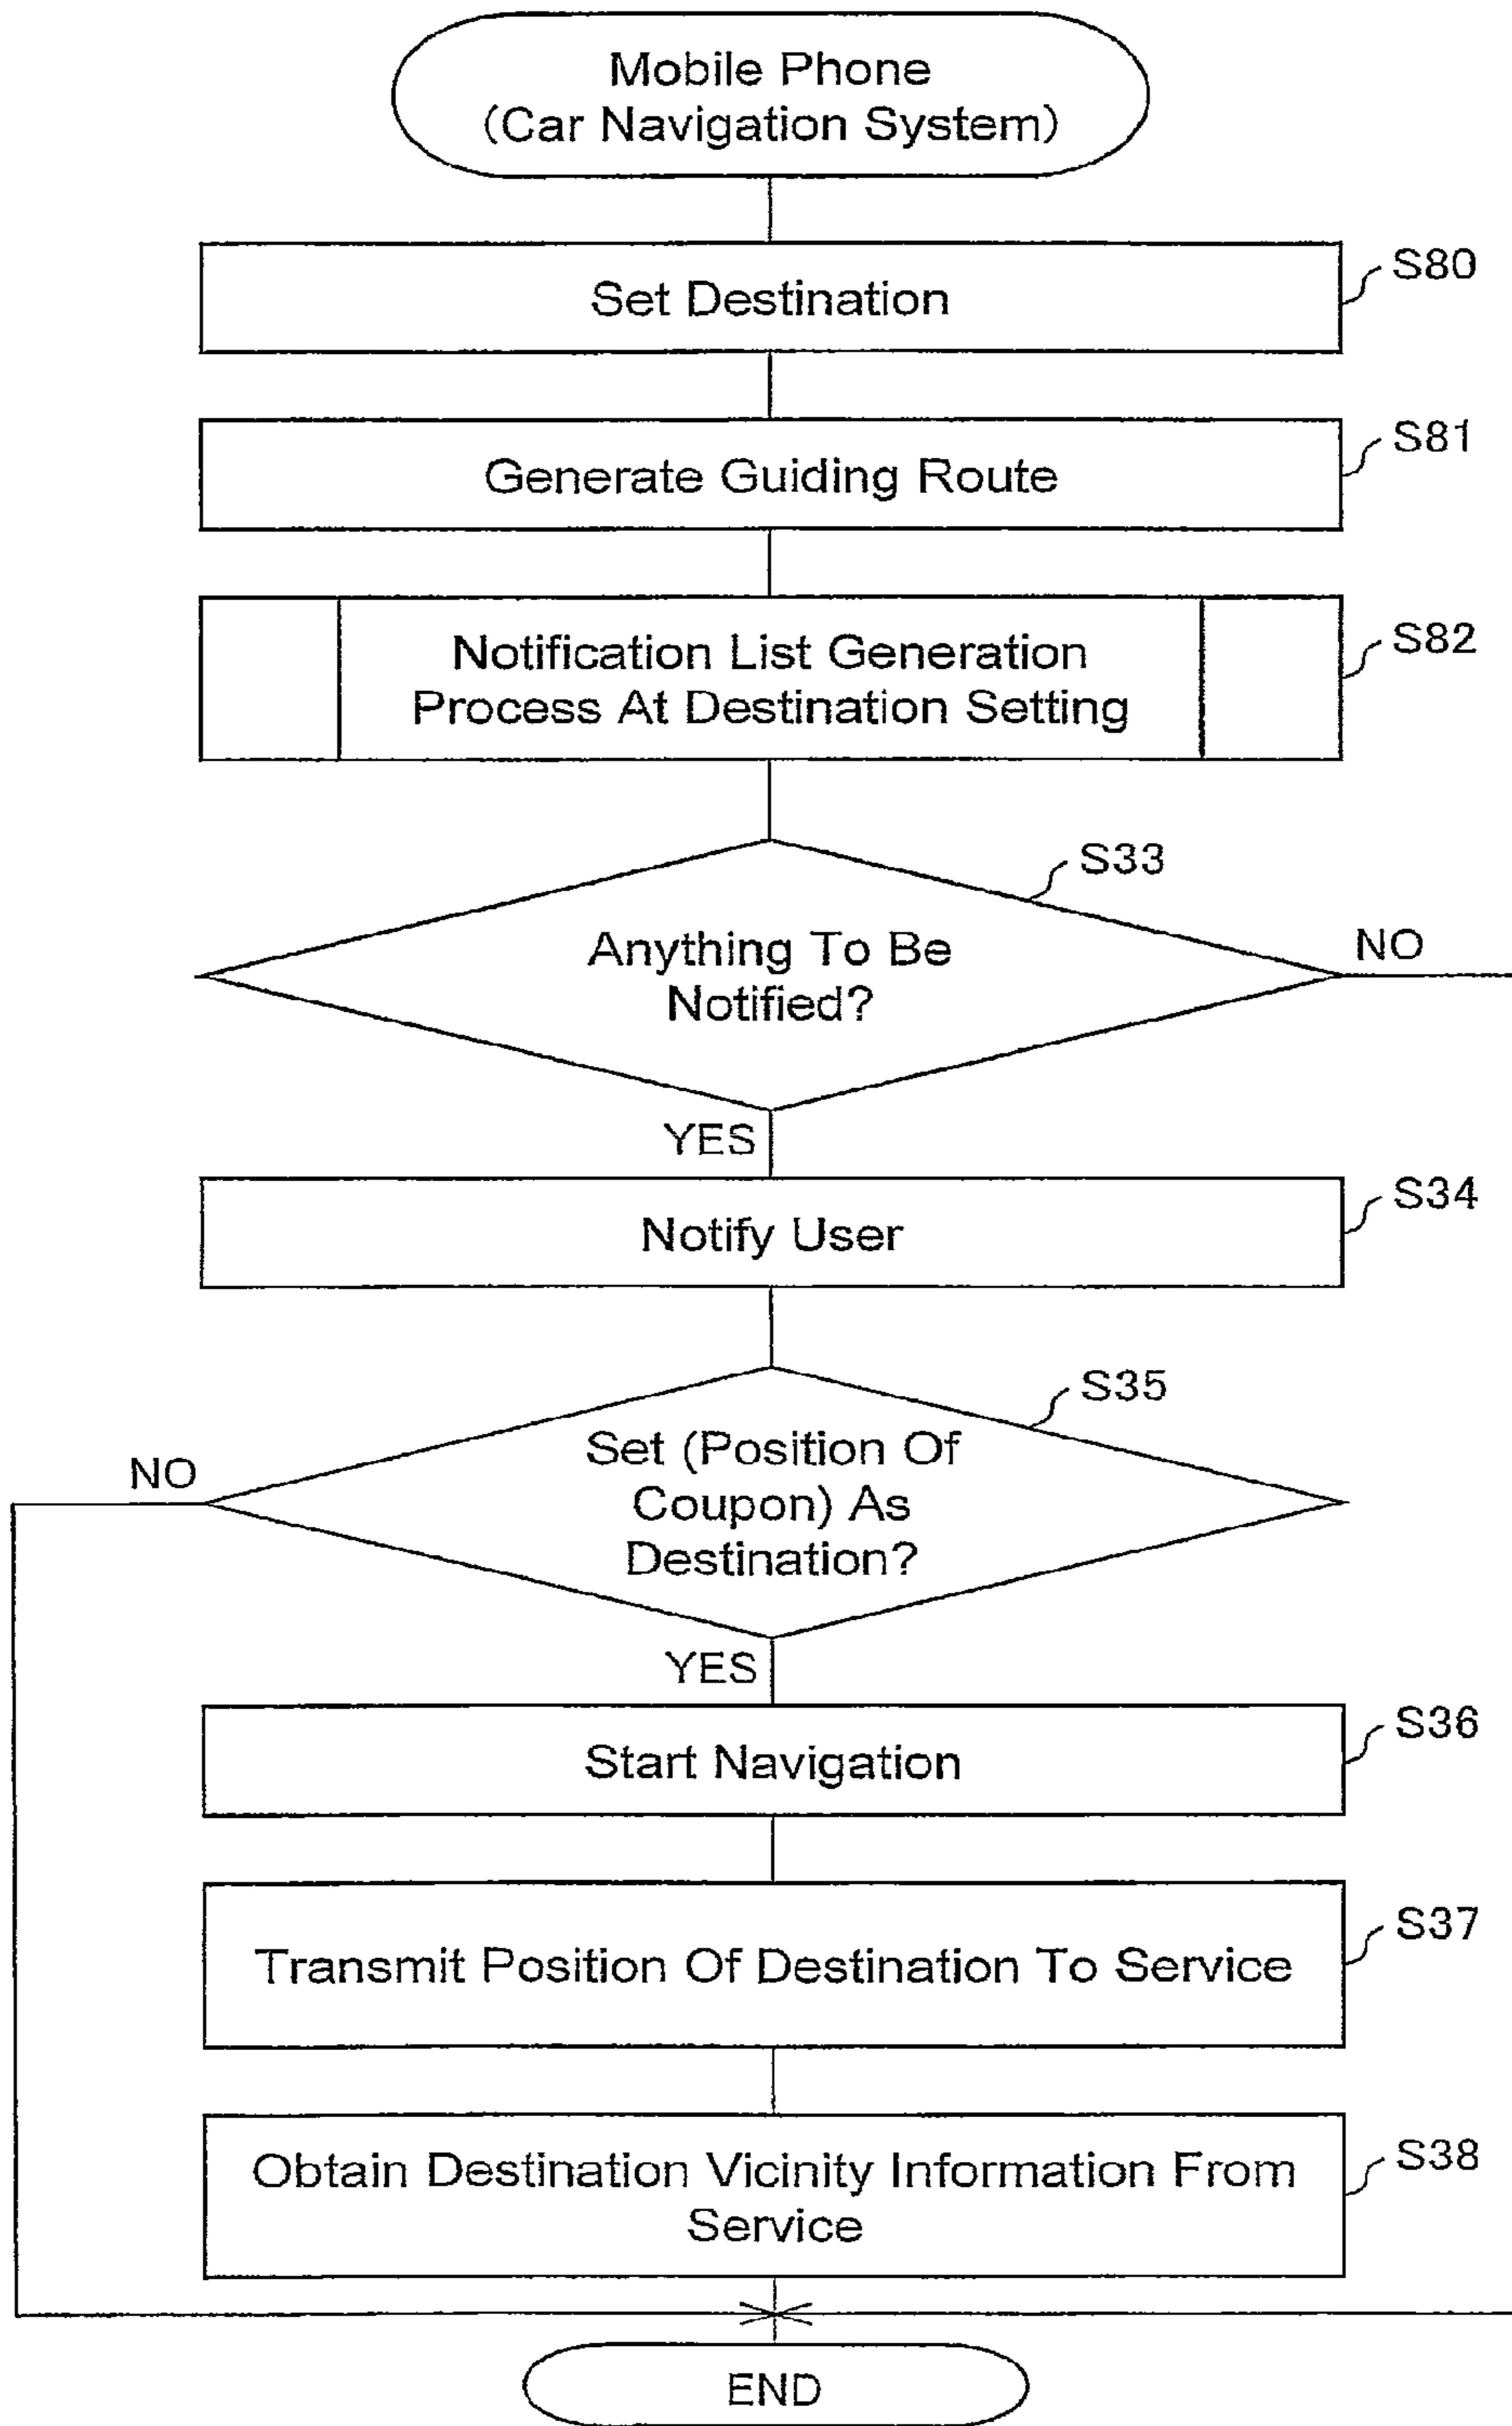 Mobile Phone
(Car Navigation System)
S80
Set Destination
S81
Generate Guiding Route
S82
Notification List Generation
Process At Destination Setting
S33
Anything To Be
Notified?
NO
YES
S34
Notify User
S35
Set (Position Of
Coupon) As
Destination?
NO
YES
S36
Start Navigation
S37
Transmit Position Of Destination To Service
S38
Obtain Destination Vicinity Information From
Service
END